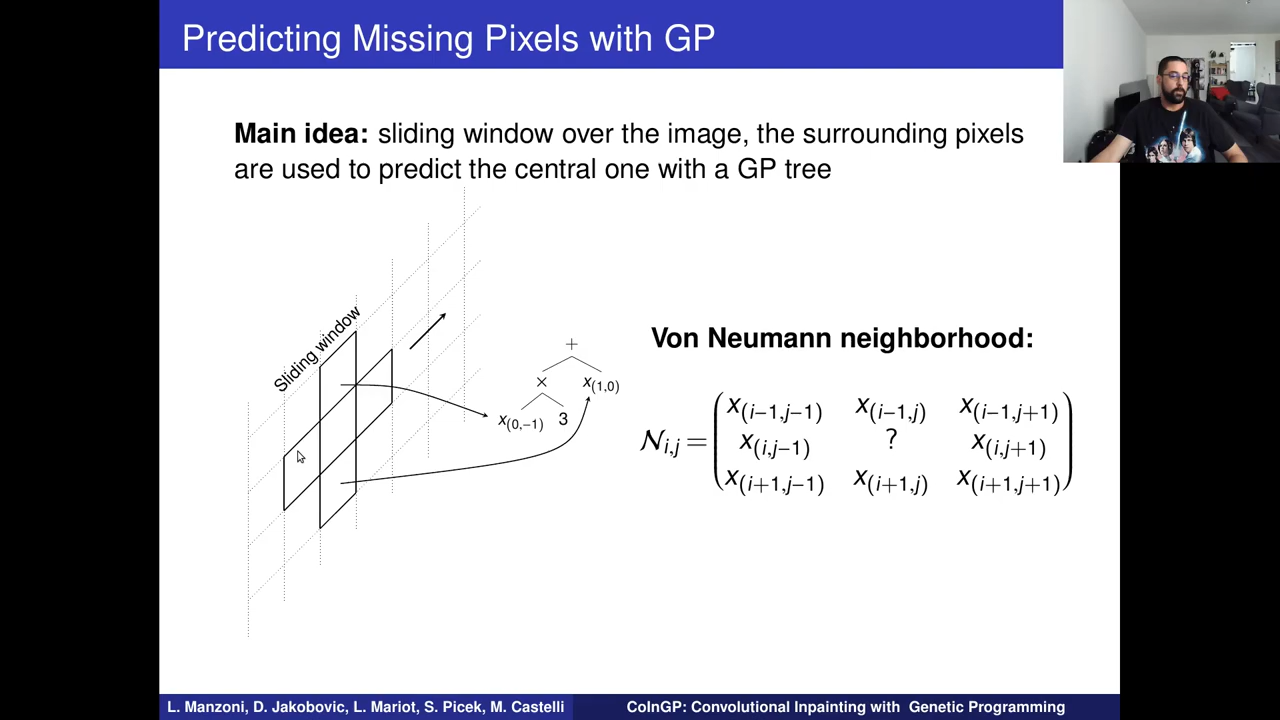 Predicting Missing Pixels with GP
Main idea: sliding window over the image, the surrounding pixels
are used to predict the central one with a GP tree
Sliding window
+
× x(1,0)
x(0,−1) 3
Von Neumann neighborhood:
x(i−1,j−1) x(i−1,j) x(i−1,j+1)
𝒩i,j = x(i,j−1) ? x(i,j+1)
x(i+1,j−1) x(i+1,j) x(i+1,j+1)
L. Manzoni, D. Jakobovic, L. Mariot, S. Picek, M. Castelli
CoInGP: Convolutional Inpainting with Genetic Programming